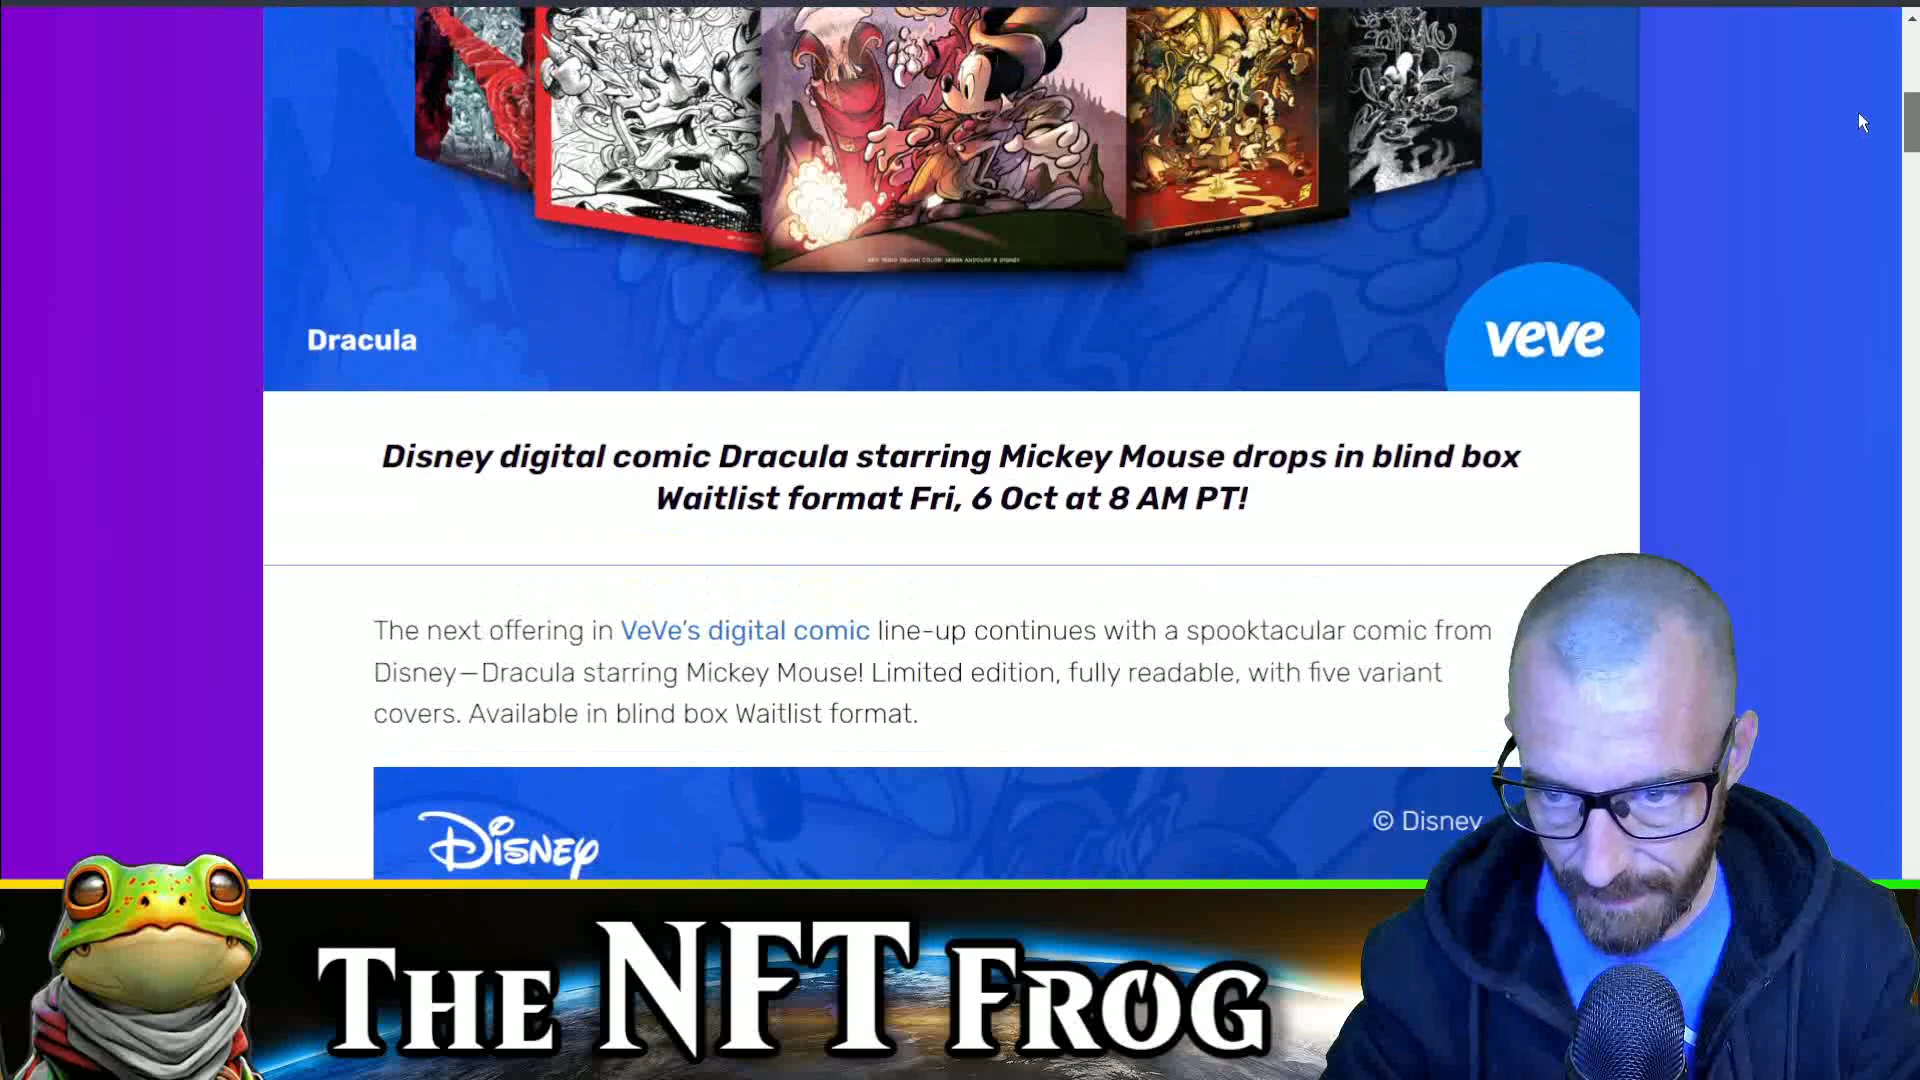 Dracula
veve
Disney digital comic Dracula starring Mickey Mouse drops in blind box
Waitlist format Fri, 6 Oct at 8 AM PT!
The next offering in VeVe's digital comic line-up continues with a spooktacular comic from
Disney—Dracula starring Mickey Mouse! Limited edition, fully readable, with five variant
covers. Available in blind box Waitlist format.
Disney
© Disney
THE NFT FROG